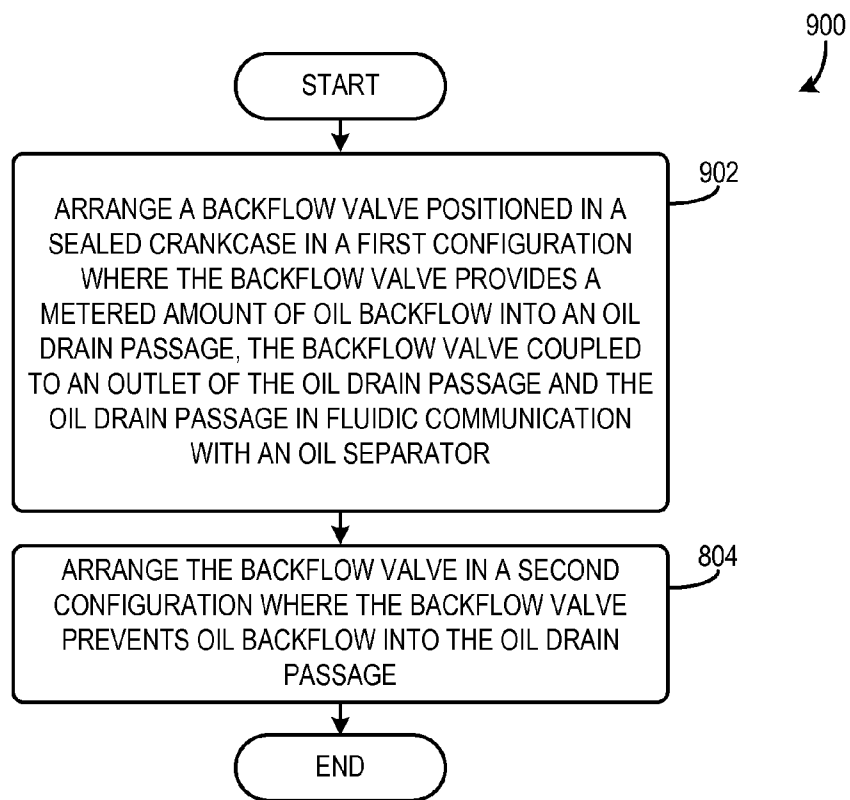 900
START
902
ARRANGE A BACKFLOW VALVE POSITIONED IN A
SEALED CRANKCASE IN A FIRST CONFIGURATION
WHERE THE BACKFLOW VALVE PROVIDES A
METERED AMOUNT OF OIL BACKFLOW INTO AN OIL
DRAIN PASSAGE, THE BACKFLOW VALVE COUPLED
TO AN OUTLET OF THE OIL DRAIN PASSAGE AND THE
OIL DRAIN PASSAGE IN FLUIDIC COMMUNICATION
WITH AN OIL SEPARATOR
804
ARRANGE THE BACKFLOW VALVE IN A SECOND
CONFIGURATION WHERE THE BACKFLOW VALVE
PREVENTS OIL BACKFLOW INTO THE OIL DRAIN
PASSAGE
END